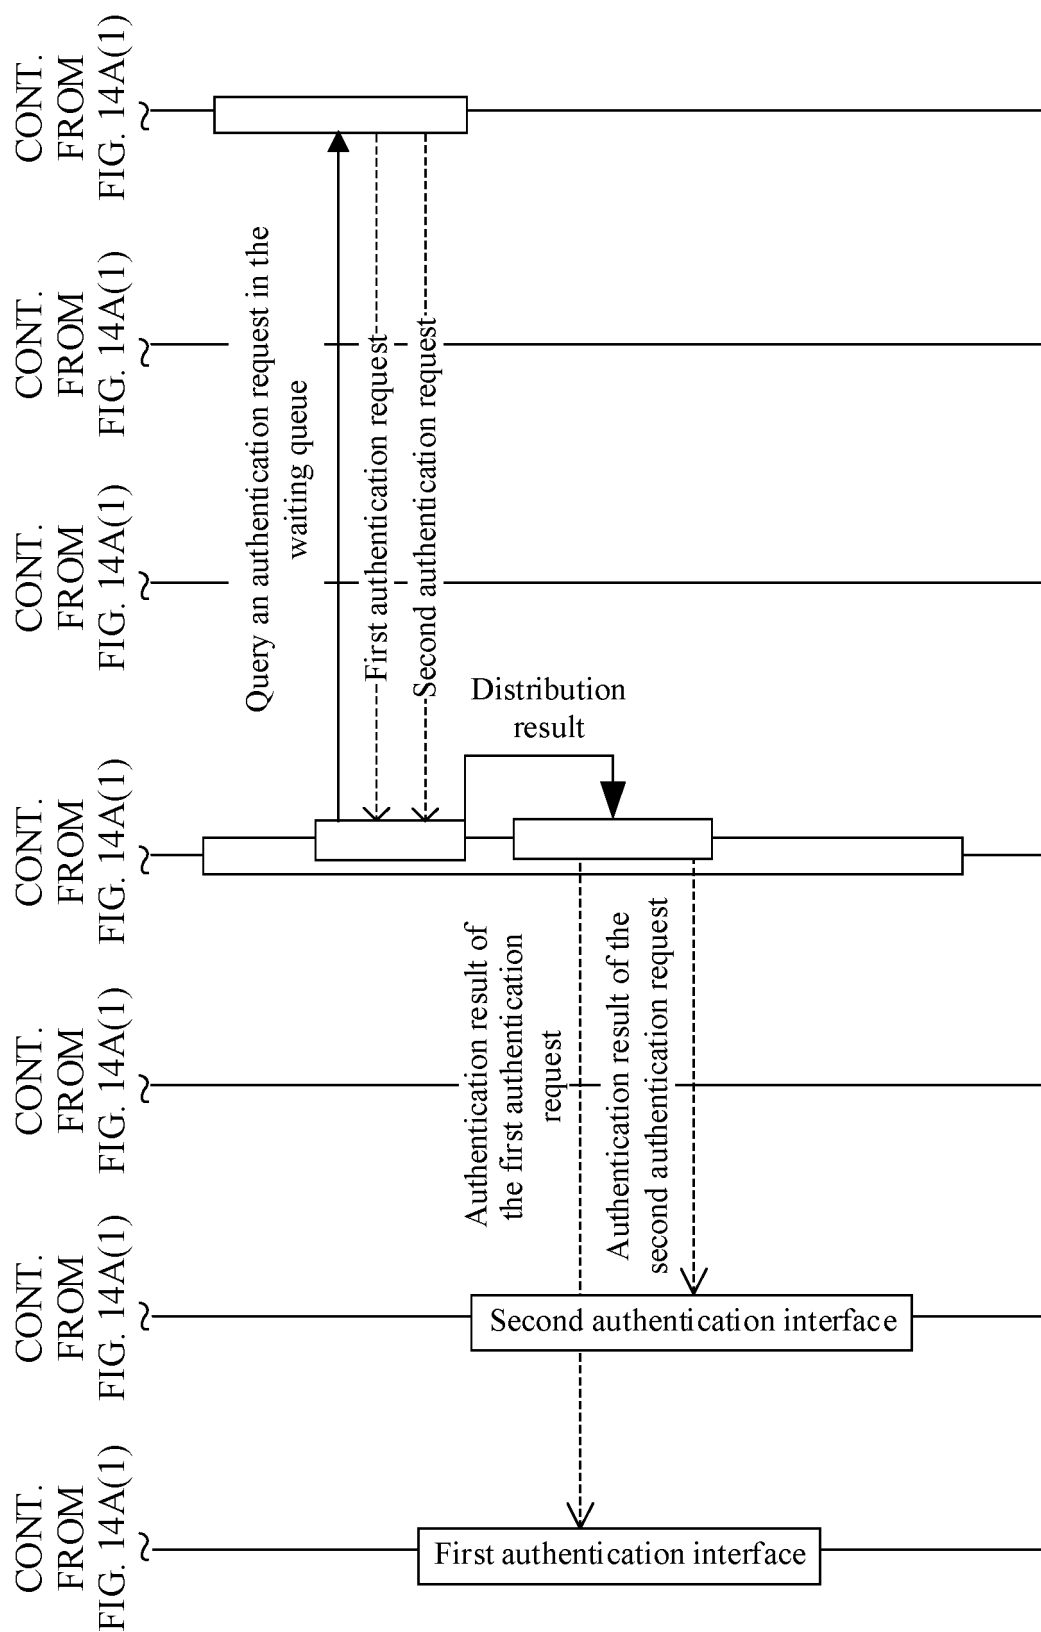 CONT.
FROM
FIG. 14A(1)
CONT.
FROM
FIG. 14A(1)
CONT.
FROM
FIG. 14A(1)
CONT.
FROM
FIG. 14A(1)
CONT.
FROM
FIG. 14A(1)
CONT.
FROM
FIG. 14A(1)
CONT.
FROM
FIG. 14A(1)
Query an authentication request in the
waiting queue
First authentication request
Second authentication request
Distribution
result
Authentication result of
the first authentication
request
Authentication result of the
second authentication request
Second authentication interface
First authentication interface